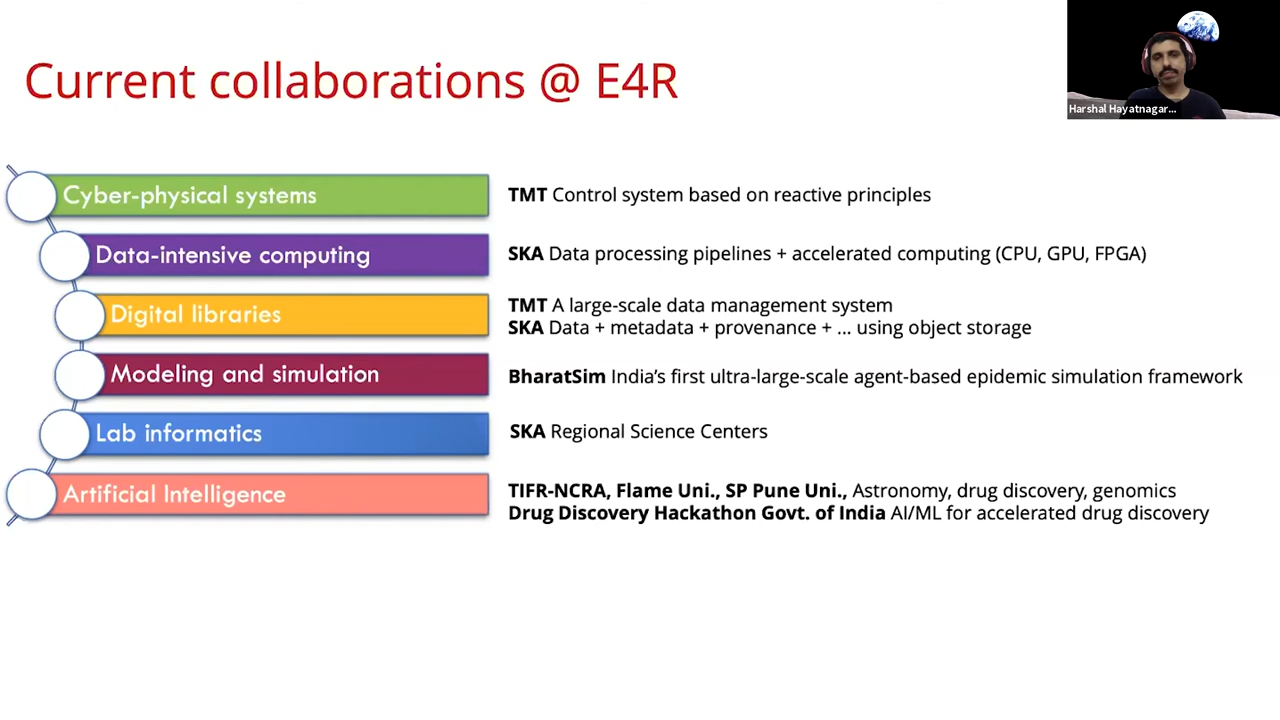 Current collaborations @ E4R
Harshal Hayatnagar...
Cyber-physical systems
TMT Control system based on reactive principles
Data-intensive computing
SKA Data processing pipelines + accelerated computing (CPU, GPU, FPGA)
Digital libraries
TMT A large-scale data management system
SKA Data + metadata + provenance + ... using object storage
Modeling and simulation
BharatSim India’s first ultra-large-scale agent-based epidemic simulation framework
Lab informatics
SKA Regional Science Centers
Artificial Intelligence
TIFR-NCRA, Flame Uni., SP Pune Uni., Astronomy, drug discovery, genomics
Drug Discovery Hackathon Govt. of India AI/ML for accelerated drug discovery